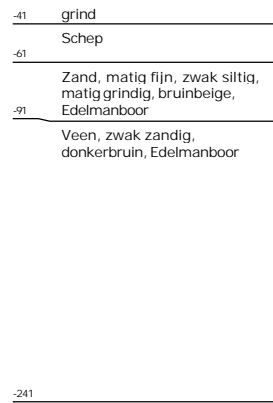 -41 grind
Schep
-61
Zand, matig fijn, zwak siltig,
matig grindig, bruinbeige,
-91 Edelmanboor
Veen, zwak zandig,
donkerbruin, Edelmanboor
-241